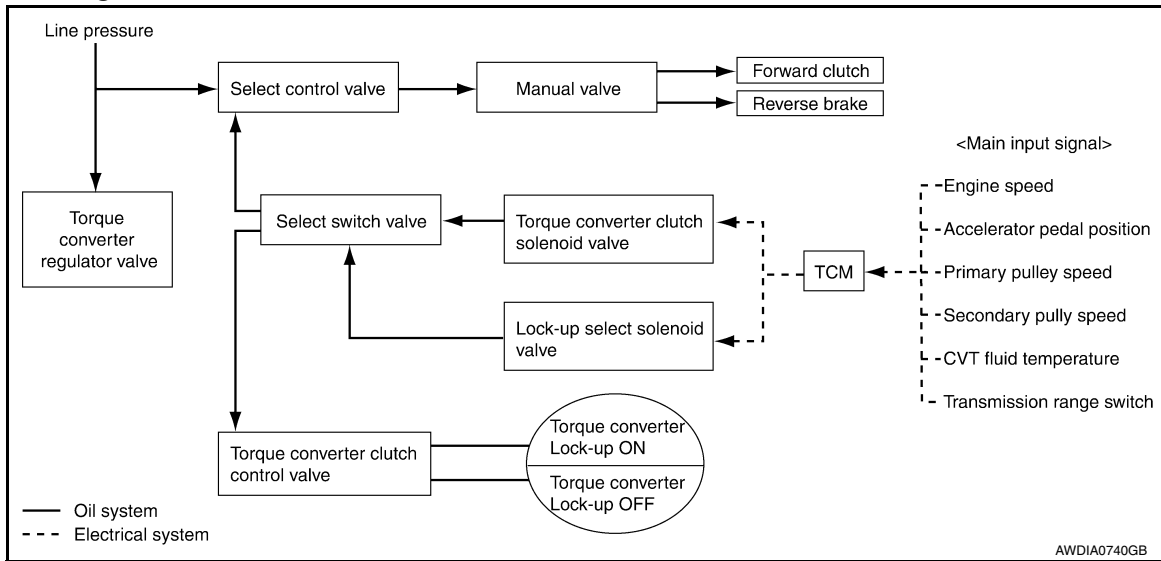 Line pressure
Select control valve
Manual valve
Forward clutch
Reverse brake
<Main input signal>
Torque
converter
regulator valve
Select switch valve
Torque converter clutch
solenoid valve
Lock-up select solenoid
valve
TCM
Engine speed
Accelerator pedal position
Primary pulley speed
Secondary pully speed
CVT fluid temperature
Transmission range switch
Torque converter clutch
control valve
Torque converter
Lock-up ON
Torque converter
Lock-up OFF
Oil system
Electrical system
AWDIA0740GB